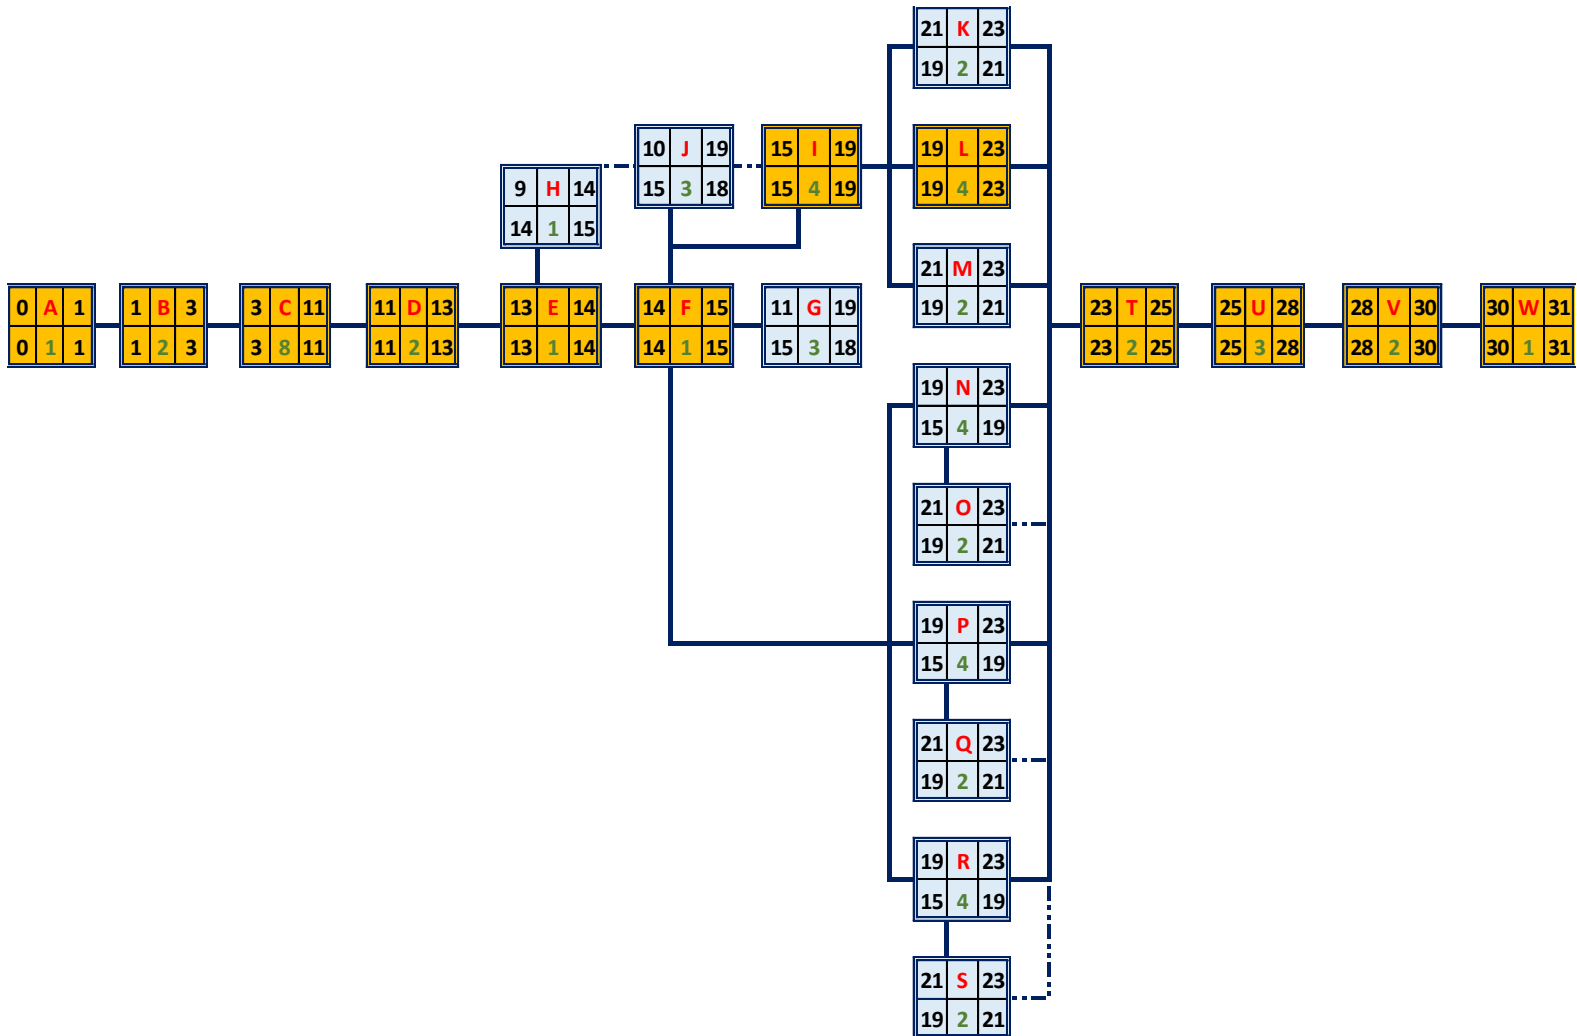 21 K 23
19 2 21
10 J 19
15 3 18
15 I 19
15 4 19
19 L 23
19 4 23
9 H 14
14 1 15
21 M 23
19 2 21
0 A 1
0 1 1
1 B 3
1 2 3
3 C 11
3 8 11
11 D 13
11 2 13
13 E 14
13 1 14
14 F 15
14 1 15
11 G 19
15 3 18
23 T 25
23 2 25
25 U 28
25 3 28
28 V 30
28 2 30
30 W 31
30 1 31
19 N 23
15 4 19
21 O 23
19 2 21
19 P 23
15 4 19
21 Q 23
19 2 21
19 R 23
15 4 19
21 S 23
19 2 21